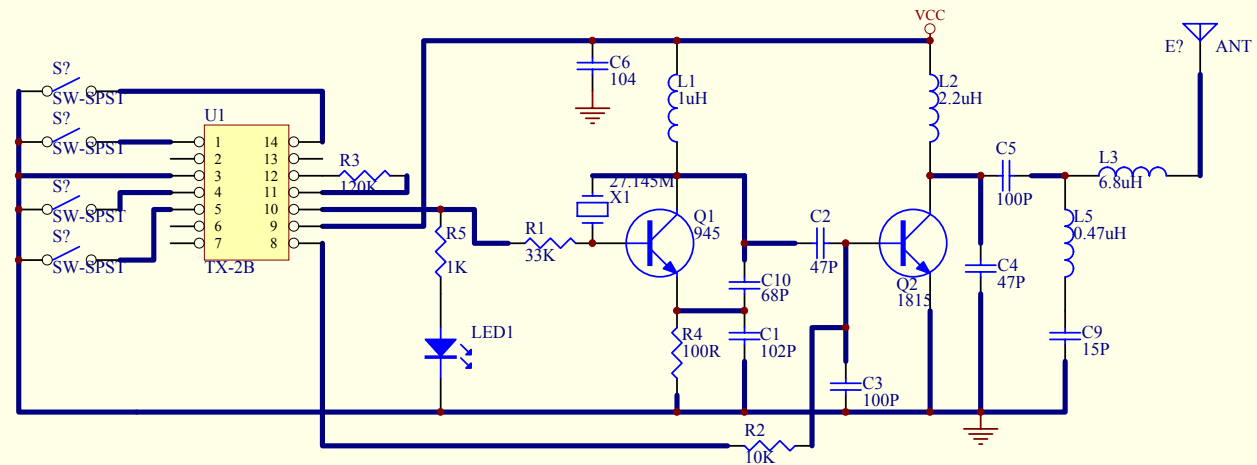 VCC
E? ANT
S?
SW-SPST
S?
SW-SPST
S?
SW-SPST
S?
SW-SPST
U1
1
2
3
4
5
6
7
14
13
12
11
10
9
8
TX-2B
R3
120K
C6
104
L1
1uH
L2
2.2uH
C5
100P
L3
6.8uH
L5
0.47uH
27.145M
X1
Q1
945
R1
33K
R5
1K
LED1
C2
47P
C10
68P
R4
100R
C1
102P
Q2
1815
C4
47P
C9
15P
C3
100P
R2
10K